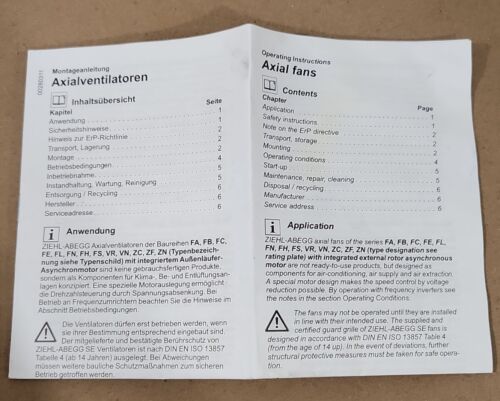 00280311
Montageanleitung
Axialventilatoren
Inhaltsübersicht
Kapitel Seite
Anwendung 1
Sicherheitshinweise 1
Hinweis zur ErP-Richtlinie 2
Transport, Lagerung 2
Montage 2
Betriebsbedingungen 4
Inbetriebnahme 5
Instandhaltung, Wartung, Reinigung 5
Entsorgung / Recycling 6
Hersteller 6
Serviceadresse 6
Anwendung
ZIEHL-ABEGG Axialventilatoren der Baureihen FA, FB, FC,
FE, FL, FN, FH, FS, VR, VN, ZC, ZF, ZN (Typenbezeich-
nung siehe Typenschild) mit integriertem Außenläufer-
Asynchronmotor sind keine gebrauchsfertigen Produkte,
sondern als Komponenten für Klima-, Be- und Entlüftungsan-
lagen konzipiert. Eine spezielle Motorauslegung ermöglicht
die Drehzahlsteuerung durch Spannungsabsenkung. Bei
Betrieb an Frequenzumrichtern beachten Sie die Hinweise im
Abschnitt Betriebsbedingungen.
Die Ventilatoren dürfen erst betrieben werden, wenn
sie ihrer Bestimmung entsprechend eingebaut sind.
Der mitgelieferte und bestätigte Berührschutz von
ZIEHL-ABEGG SE Ventilatoren ist nach DIN EN ISO 13857
Tabelle 4 (ab 14 Jahren) ausgelegt. Bei Abweichungen
müssen weitere bauliche Schutzmaßnahmen zum sicheren
Betrieb getroffen werden.
Operating Instructions
Axial fans
Contents
Chapter Page
Application 1
Safety instructions 1
Note on the ErP directive 2
Transport, storage 2
Mounting 2
Operating conditions 4
Start-up 5
Maintenance, repair, cleaning 5
Disposal / recycling 6
Manufacturer 6
Service address 6
Application
ZIEHL-ABEGG axial fans of the series FA, FB, FC, FE, FL,
FN, FH, FS, VR, VN, ZC, ZF, ZN (type designation see
rating plate) with integrated external rotor asynchronous
motor are not ready-to-use products, but designed as
components for air-conditioning, air supply and air extraction.
A special motor design makes the speed control by voltage
reduction possible. By operation with frequency inverters see
the notes in the section Operating Conditions.
The fans may not be operated until they are installed
in line with their intended use. The supplied and
certified guard grille of ZIEHL-ABEGG SE fans is
designed in accordance with DIN EN ISO 13857 Table 4
(from the age of 14 up). In the event of deviations, further
structural protective measures must be taken for safe opera-
tion.